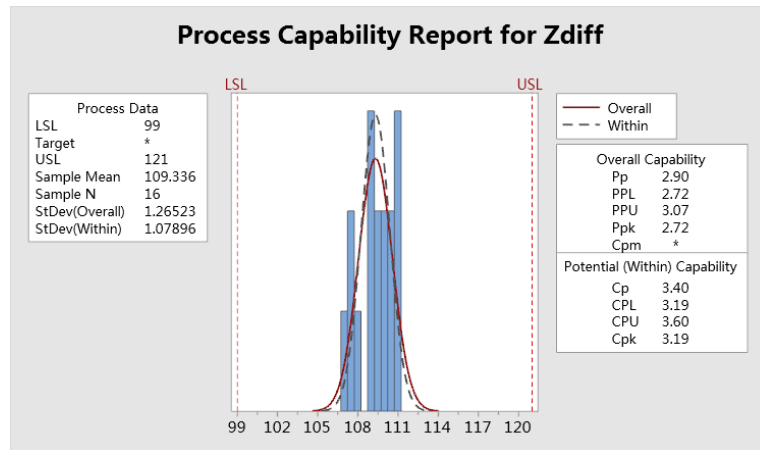 Process Capability Report for Zdiff
LSL USL
Process Data
LSL 99
Target *
USL 121
Sample Mean 109.336
Sample N 16
StDev(Overall) 1.26523
StDev(Within) 1.07896
Overall
Within
Overall Capability
Pp 2.90
PPL 2.72
PPU 3.07
Ppk 2.72
Cpm *
Potential (Within) Capability
Cp 3.40
CPL 3.19
CPU 3.60
Cpk 3.19
99 102 105 108 111 114 117 120